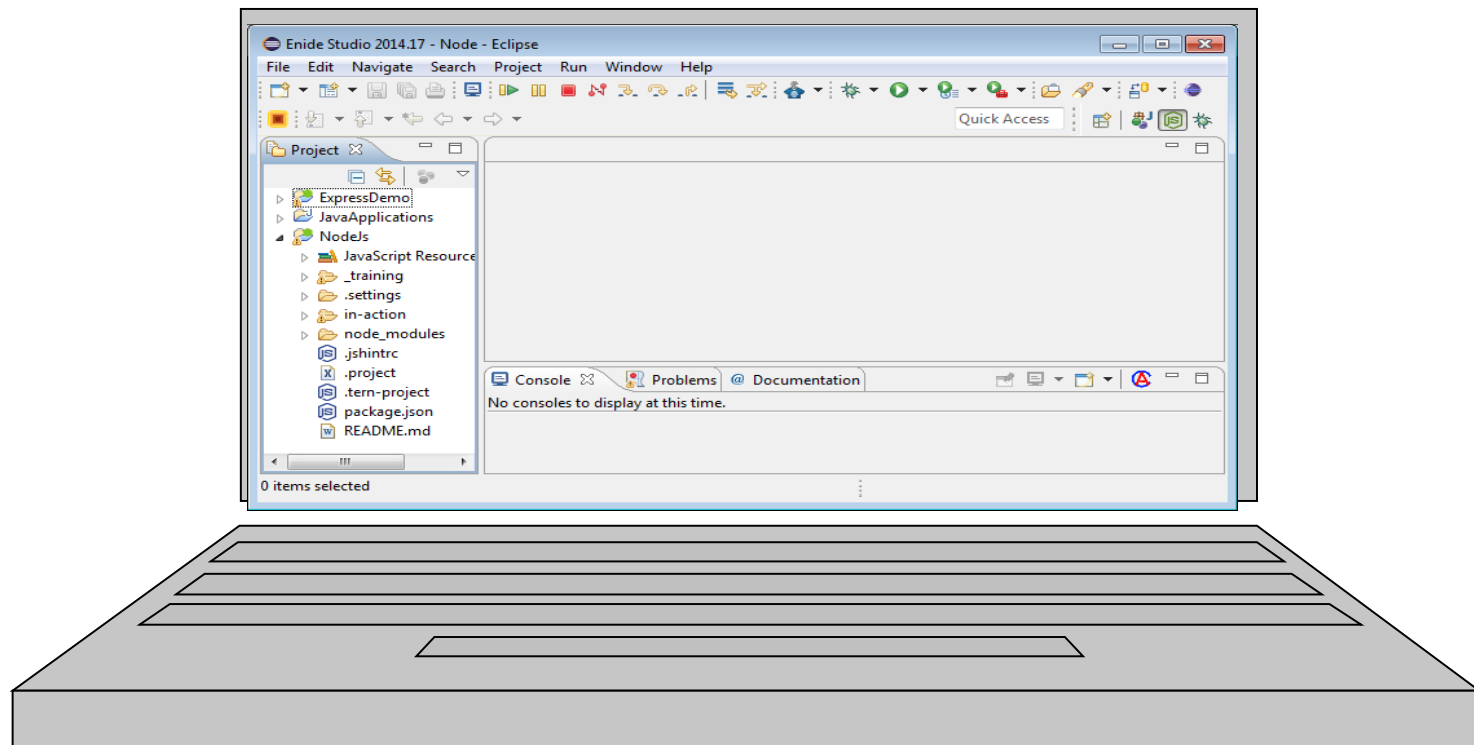 Enide Studio 2014.17 - Node - Eclipse
File Edit Navigate Search Project Run Window Help
Quick Access
Project
ExpressDemo
JavaApplications
NodeJs
JavaScript Resource
_training
.settings
in-action
node_modules
.jshintrc
.project
.tern-project
package.json
README.md
Console Problems @ Documentation
No consoles to display at this time.
0 items selected